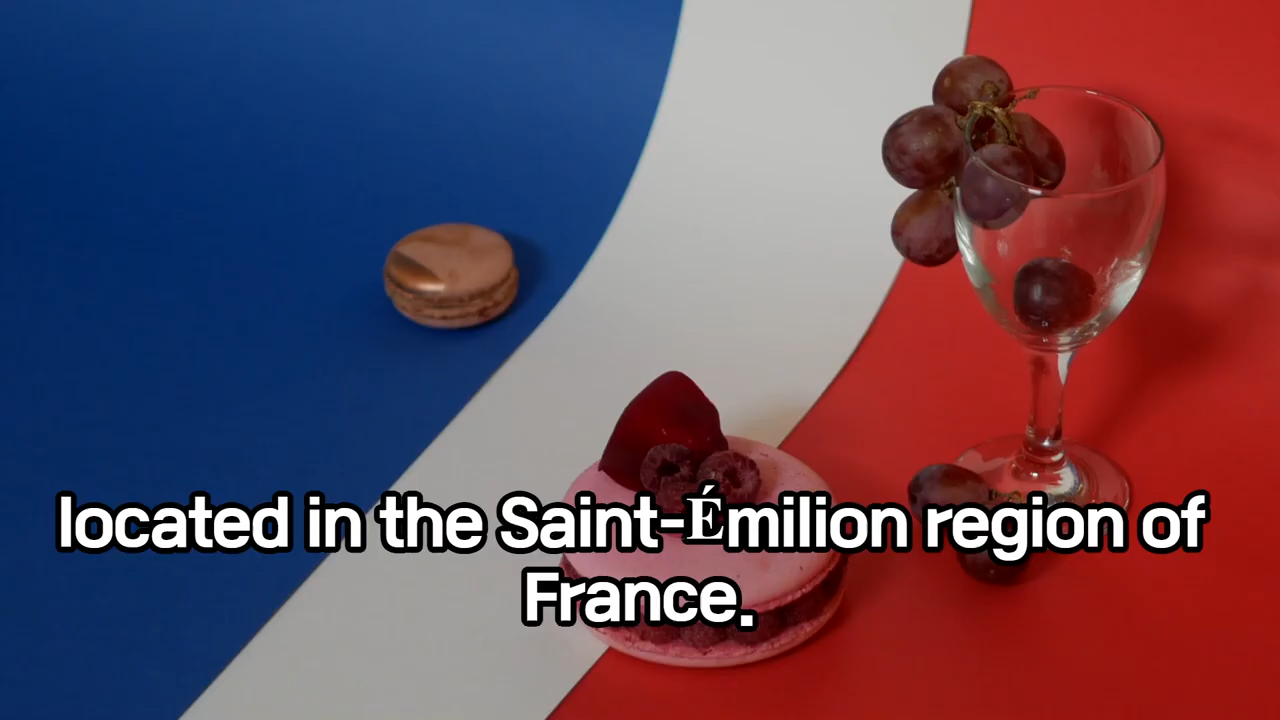 located in the Saint-Émilion region of
France.